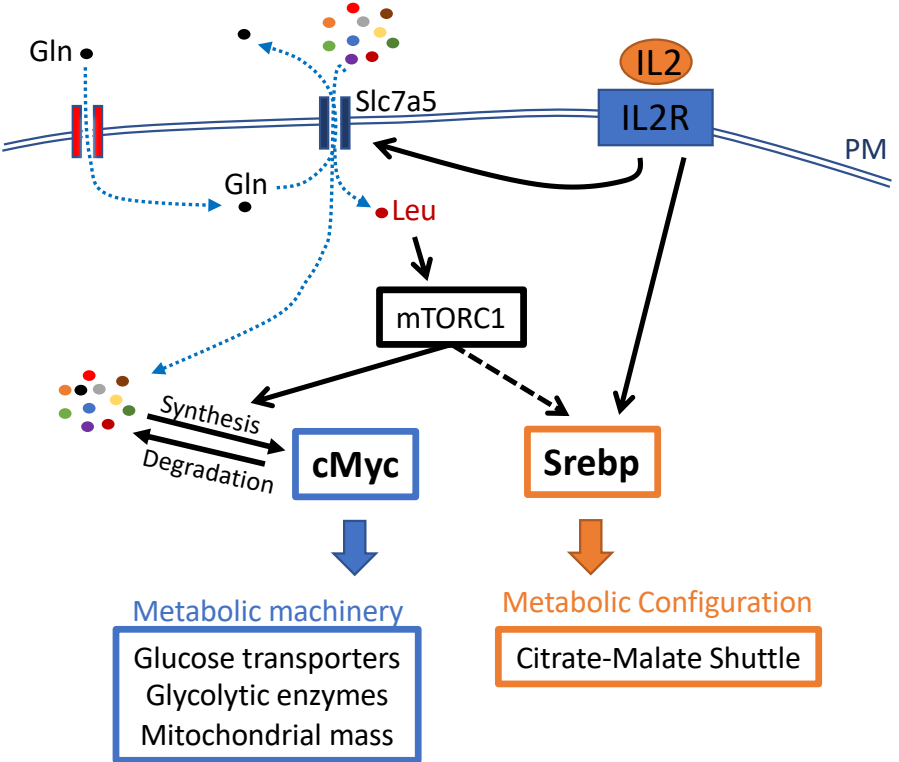 Gln
IL2
Slc7a5
IL2R
PM
Gln
Leu
mTORC1
Synthesis
Degradation
cMyc
Srebp
Metabolic machinery
Glucose transporters
Glycolytic enzymes
Mitochondrial mass
Metabolic Configuration
Citrate-Malate Shuttle